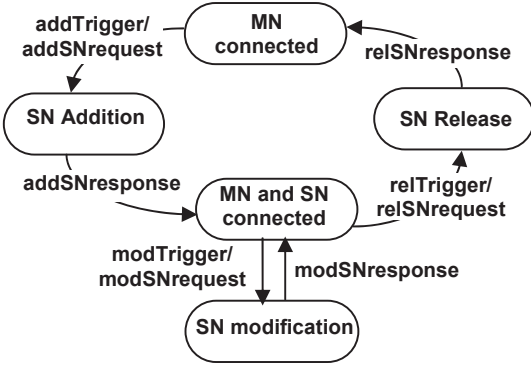 addTrigger/
addSNrequest
MN
connected
relSNresponse
SN Addition
SN Release
addSNresponse
MN and SN
connected
relTrigger/
relSNrequest
modTrigger/
modSNrequest
modSNresponse
SN modification